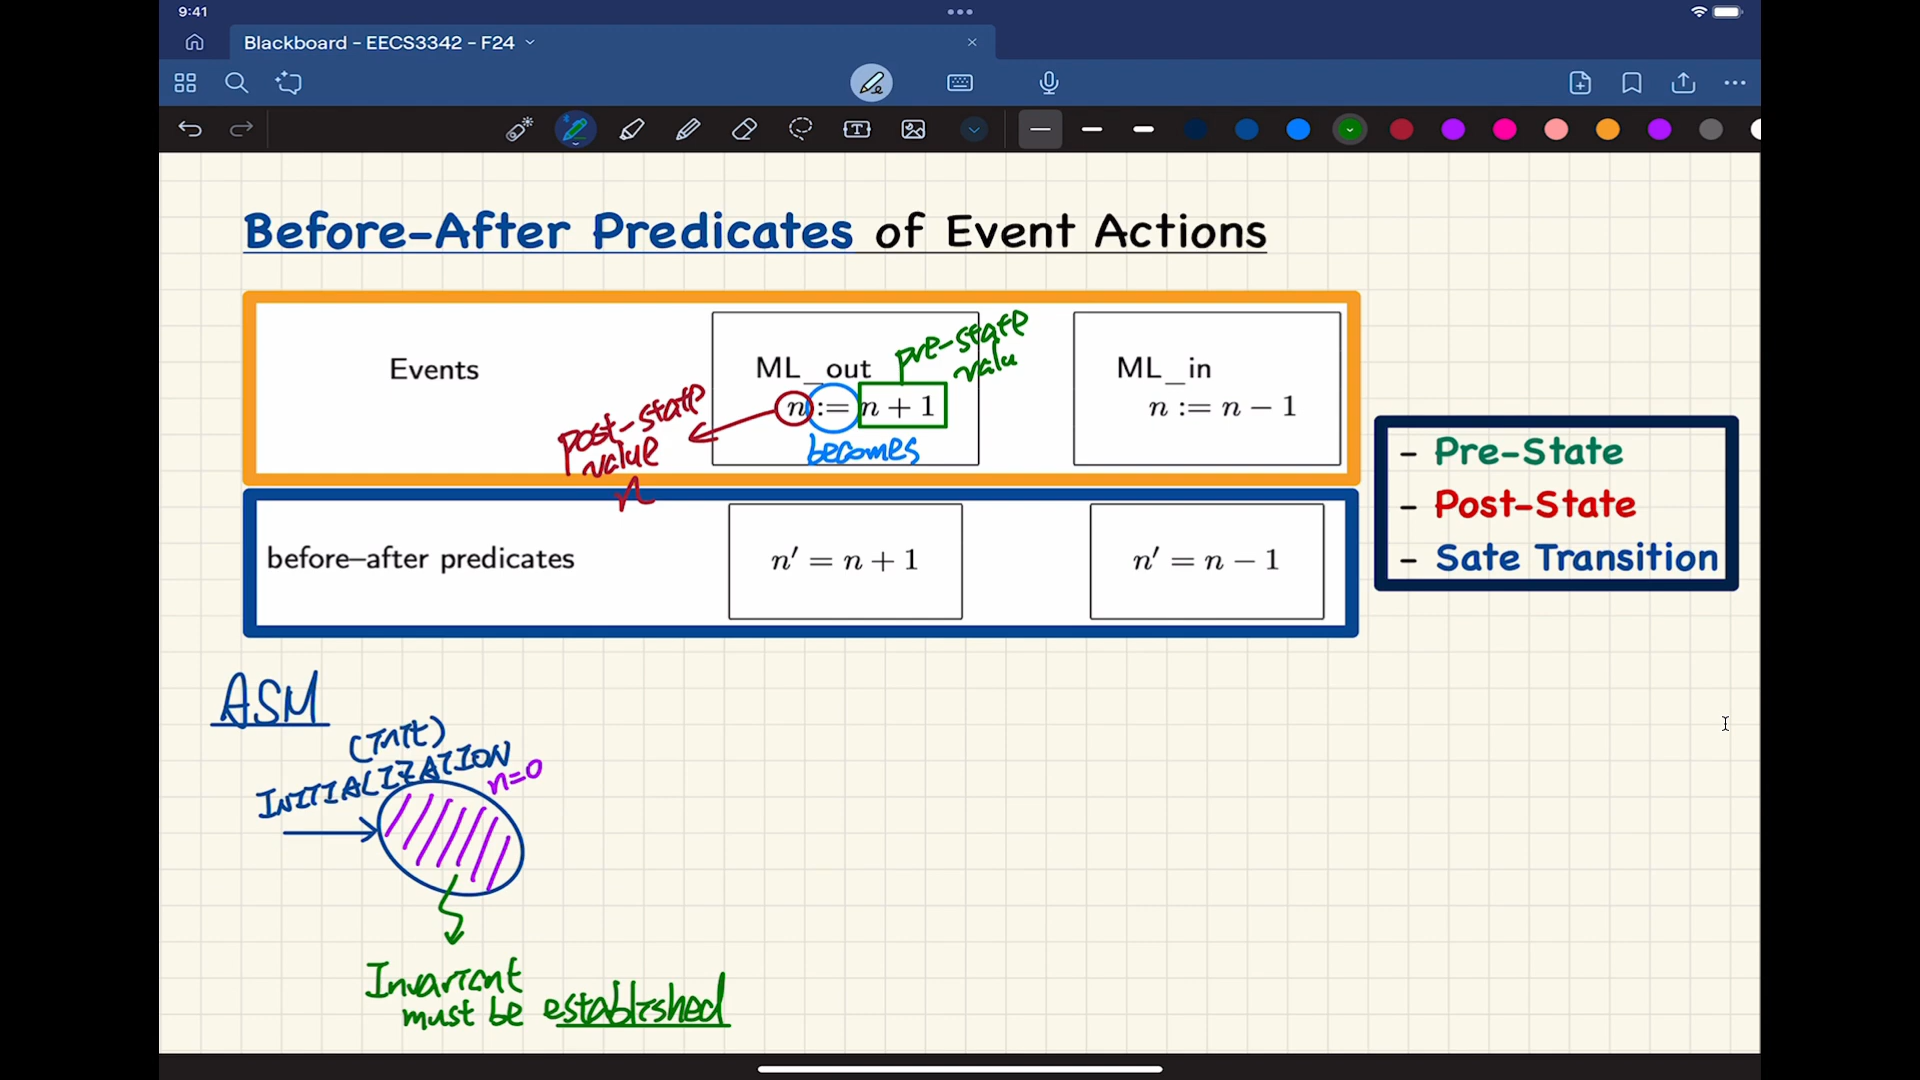 9:41
Blackboard - EECS3342 - F24
Before-After Predicates of Event Actions
Events
ML_out
n := n + 1
pre-state
valu
post-state
value
n
becomes
ML_in
n := n − 1
before–after predicates
n′ = n + 1
n′ = n − 1
- Pre-State
- Post-State
- Sate Transition
ASM
(init)
INITIALIZATION
n=0
Invariant
must be established